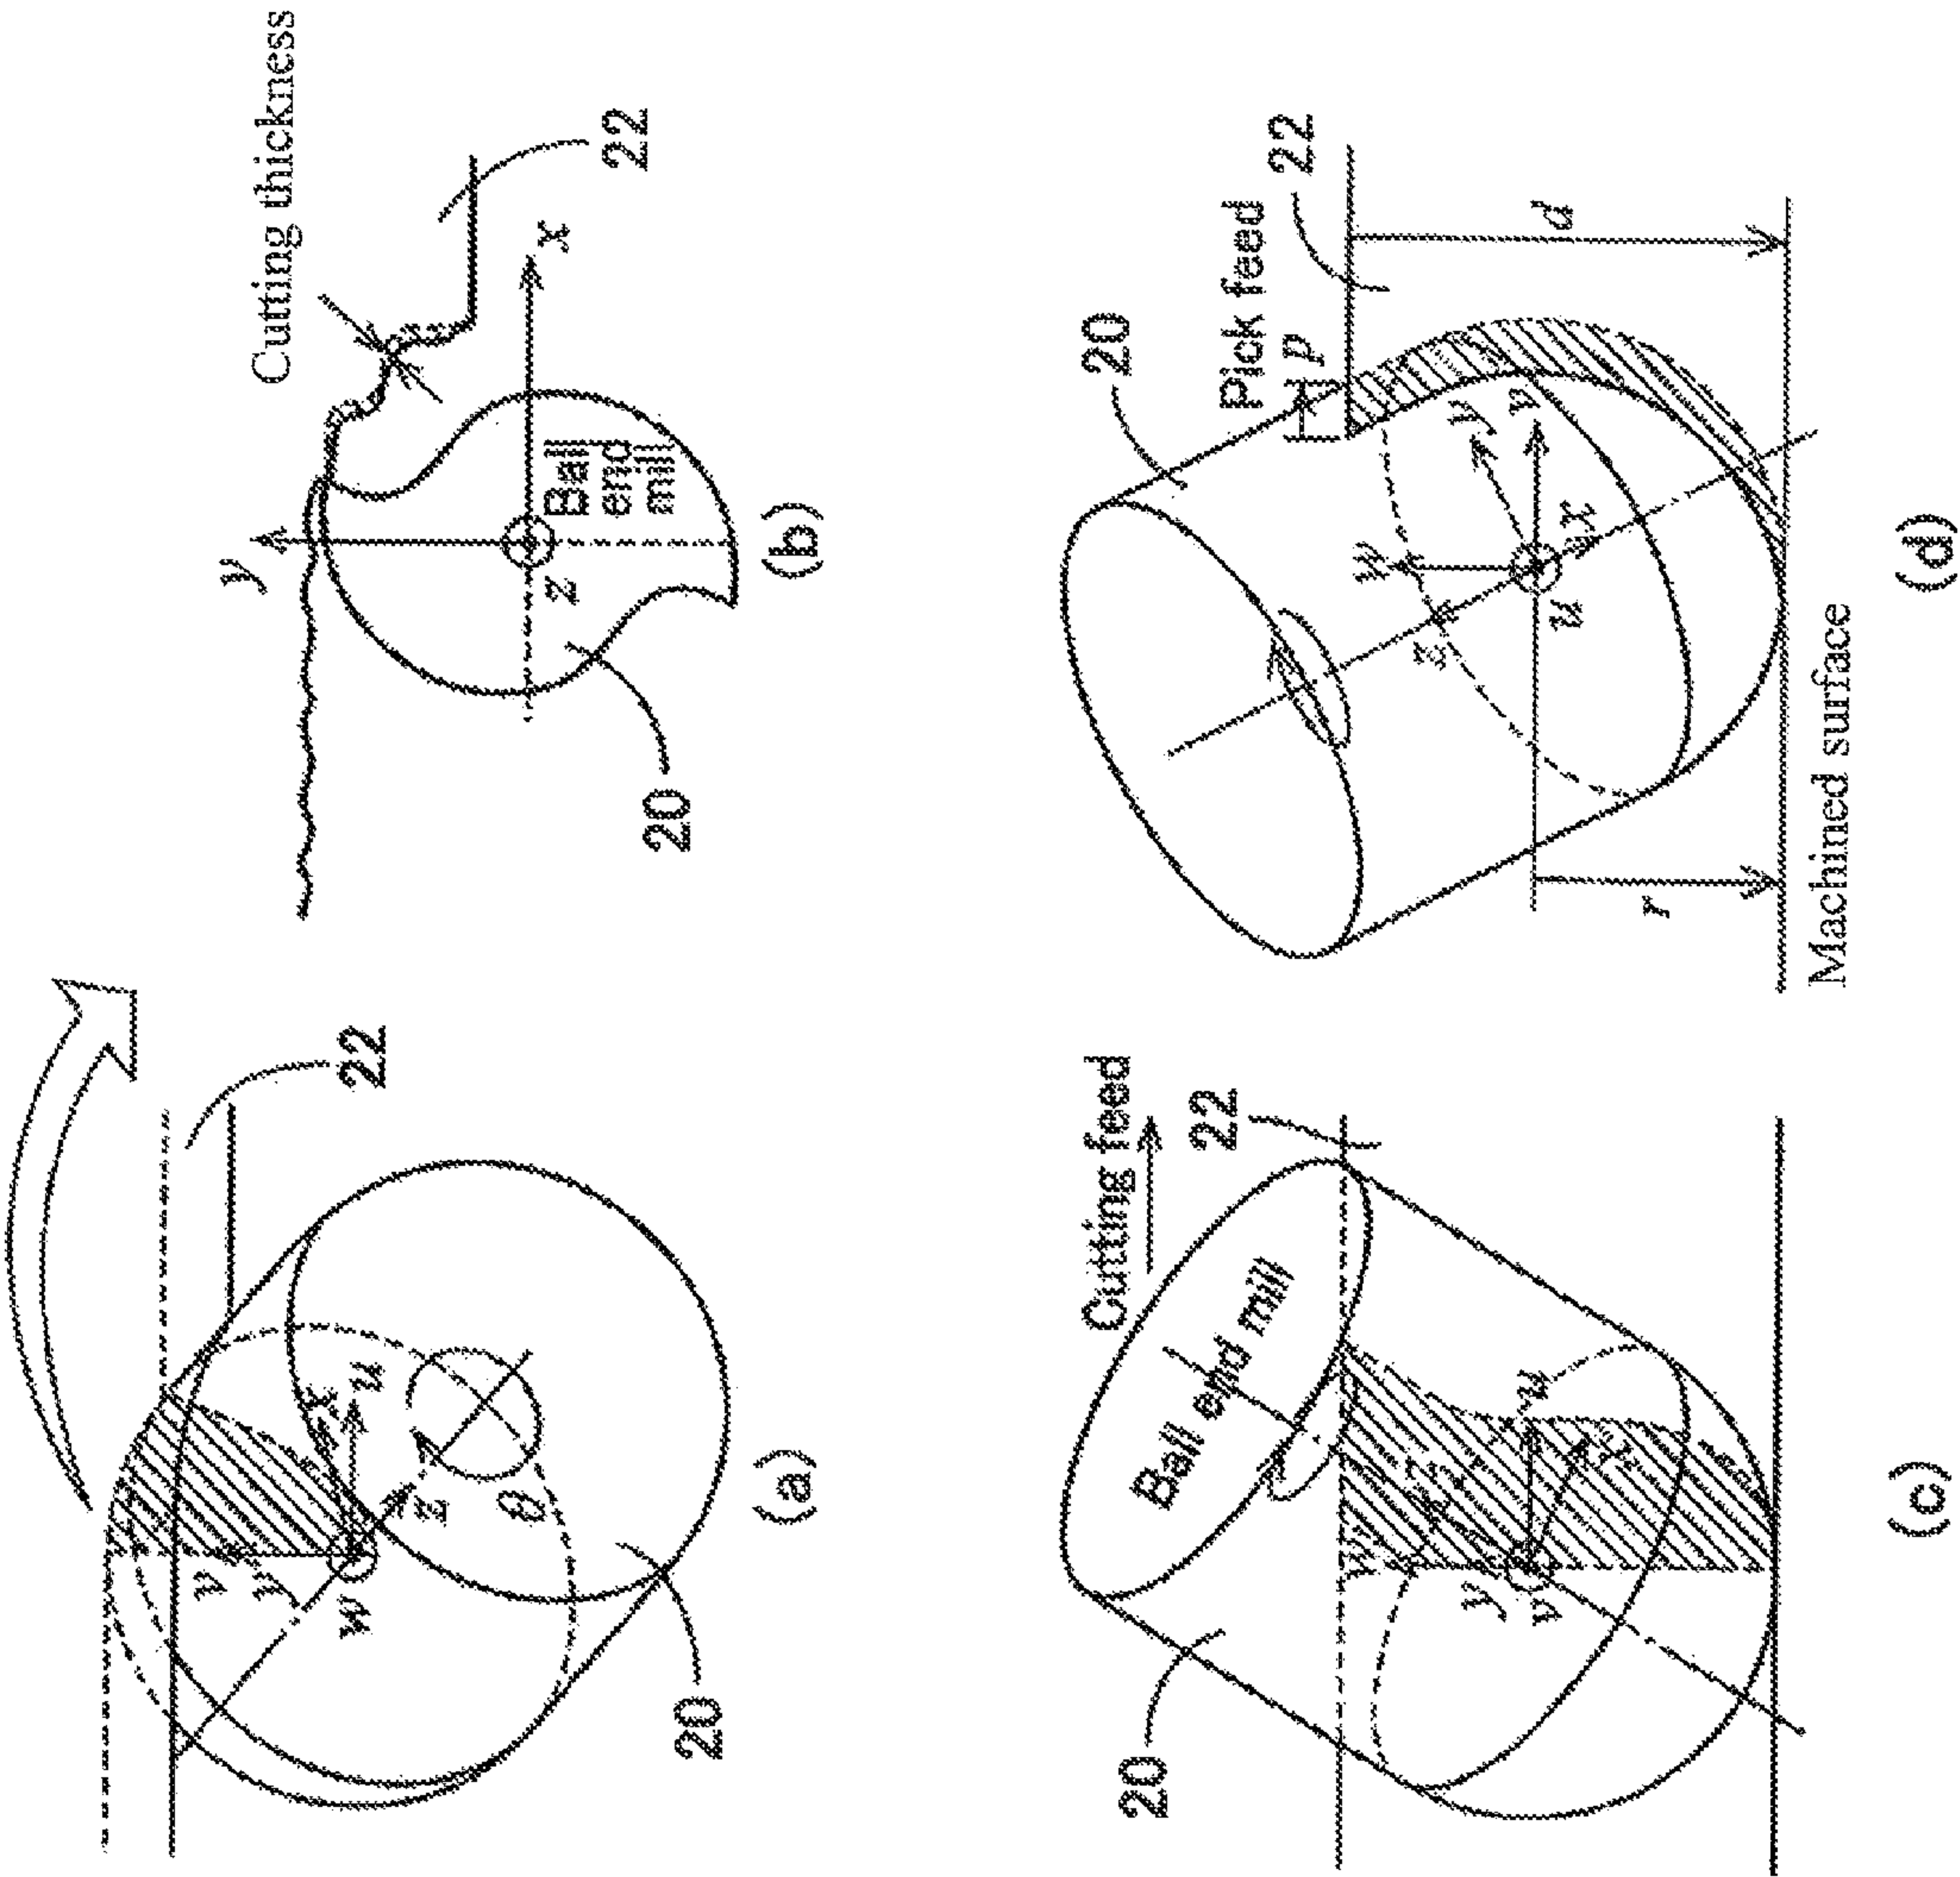 22
v
y
x
u
w
z
θ
20
(a)
Cutting thickness
22
y
x
z
Ball
end
mill
20
(b)
Cutting feed
22
Ball end mill
w
z
u
x
y
v
20
(c)
Pick feed
p
22
20
d
w
y
v
z
x
u
r
Machined surface
(d)